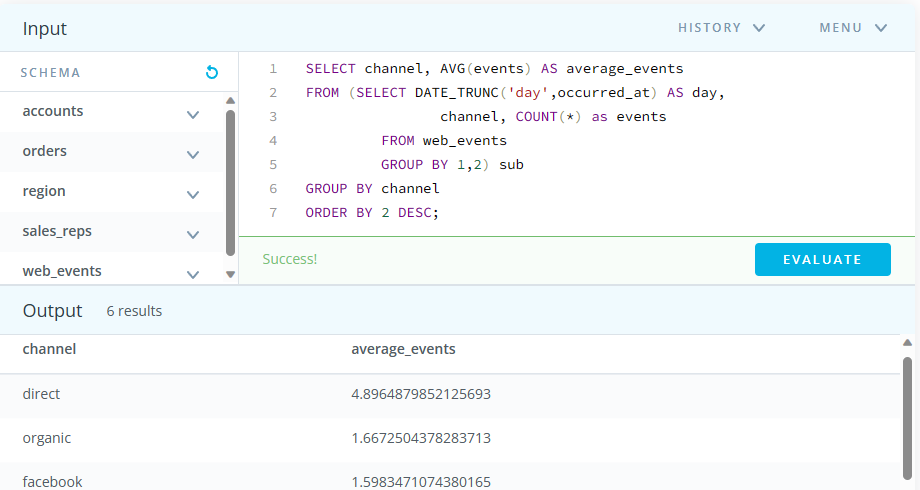 Input
HISTORY
MENU
SCHEMA
accounts
orders
region
sales_reps
web_events
1 SELECT channel, AVG(events) AS average_events
2 FROM (SELECT DATE_TRUNC('day',occurred_at) AS day,
3 channel, COUNT(*) as events
4 FROM web_events
5 GROUP BY 1,2) sub
6 GROUP BY channel
7 ORDER BY 2 DESC;
Success!
EVALUATE
Output 6 results
channel average_events
direct 4.8964879852125693
organic 1.6672504378283713
facebook 1.5983471074380165